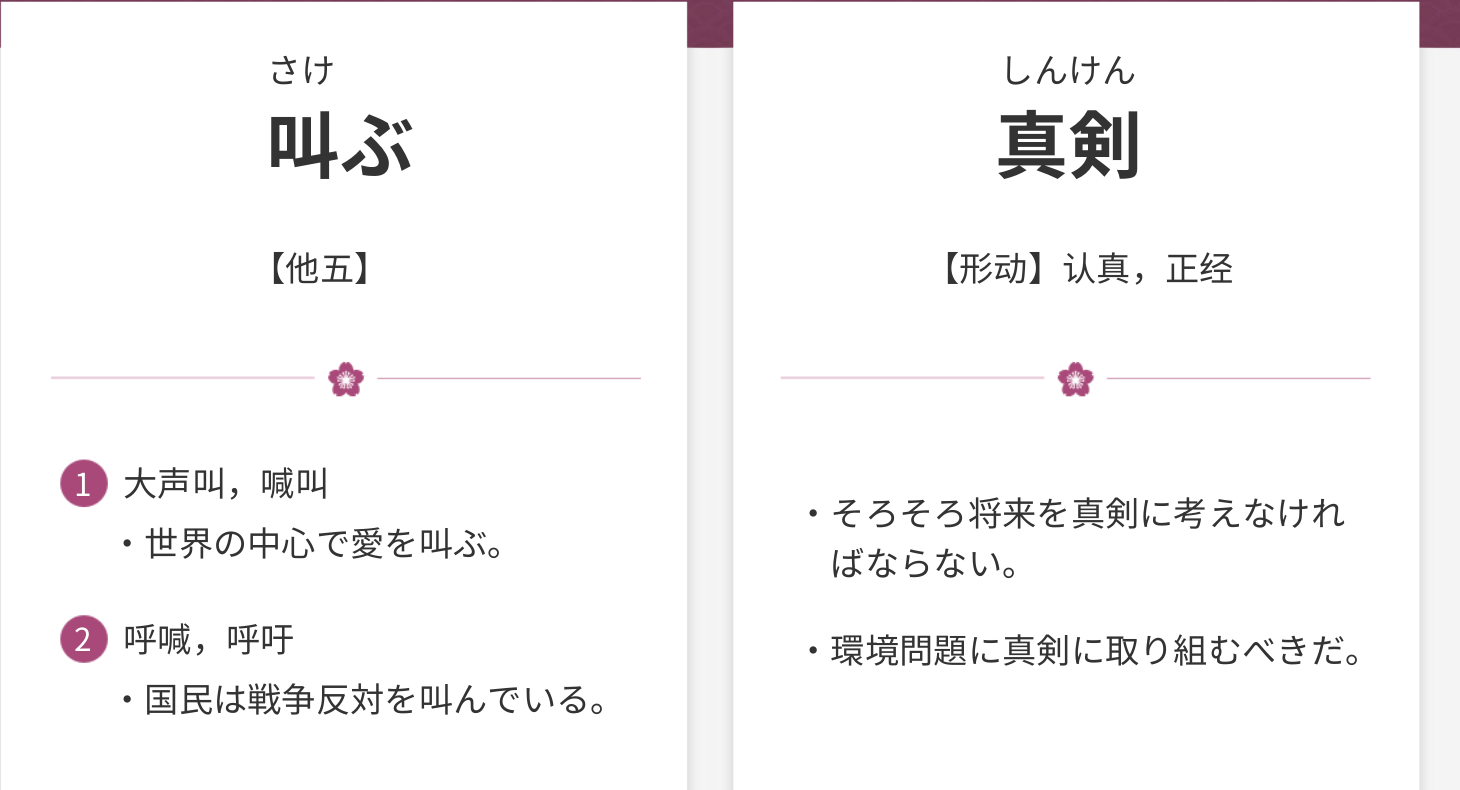 さけ
叫ぶ
【他五】
1 大声叫，喊叫
・世界の中心で愛を叫ぶ。
2 呼喊，呼吁
・国民は戦争反対を叫んでいる。
しんけん
真剣
【形动】认真，正经
・そろそろ将来を真剣に考えなけれ
ばならない。
・環境問題に真剣に取り組むべきだ。